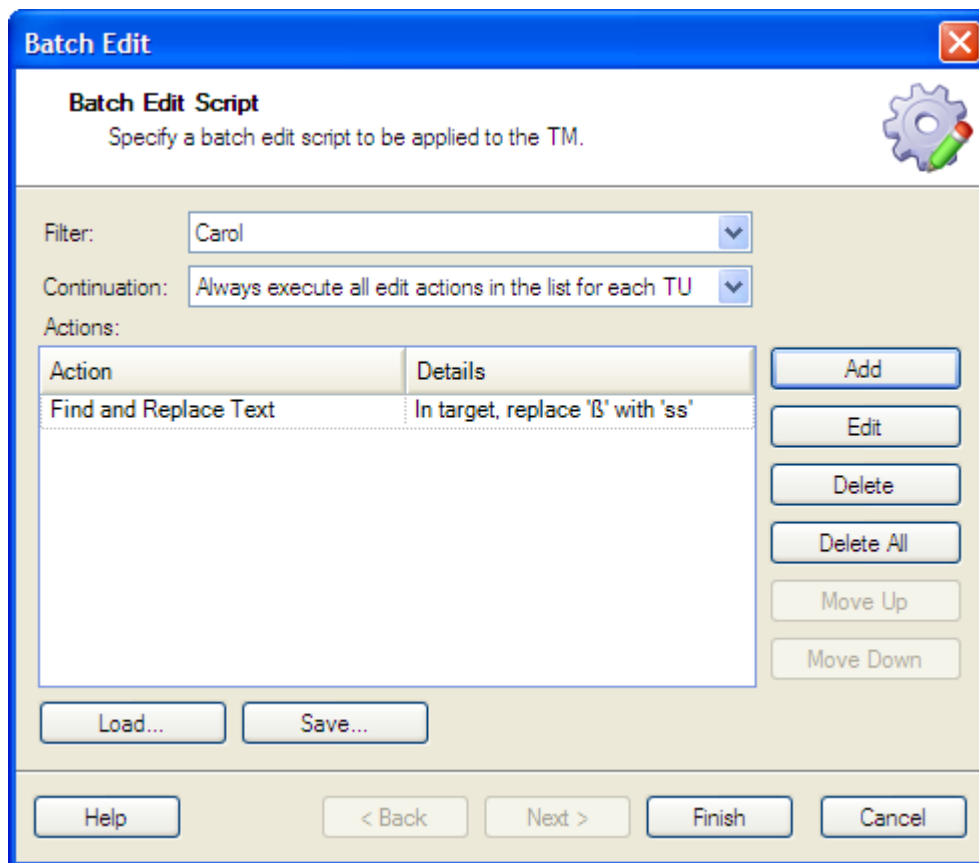 Batch Edit
Batch Edit Script
Specify a batch edit script to be applied to the TM.
Filter: Carol
Continuation: Always execute all edit actions in the list for each TU
Actions:
Action Details
Find and Replace Text In target, replace 'ß' with 'ss'
Add
Edit
Delete
Delete All
Move Up
Move Down
Load... Save...
Help < Back Next > Finish Cancel